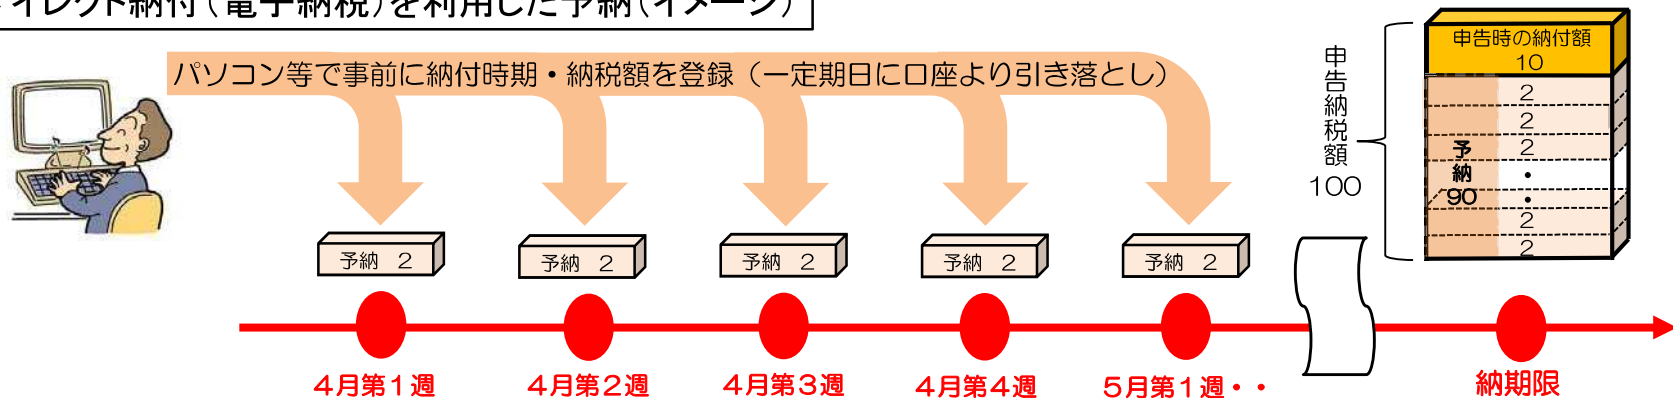 イレクト納付(電子納税)を利用した予納(イメージ)
パソコン等で事前に納付時期・納税額を登録(一定期日に口座より引き落とし)
予納 2
予納 2
予納 2
予納 2
予納 2
4月第1週
4月第2週
4月第3週
4月第4週
5月第1週・・
納期限
申告納税額
100
申告時の納付額
10
予納
90
2
2
2
・
・
2
2